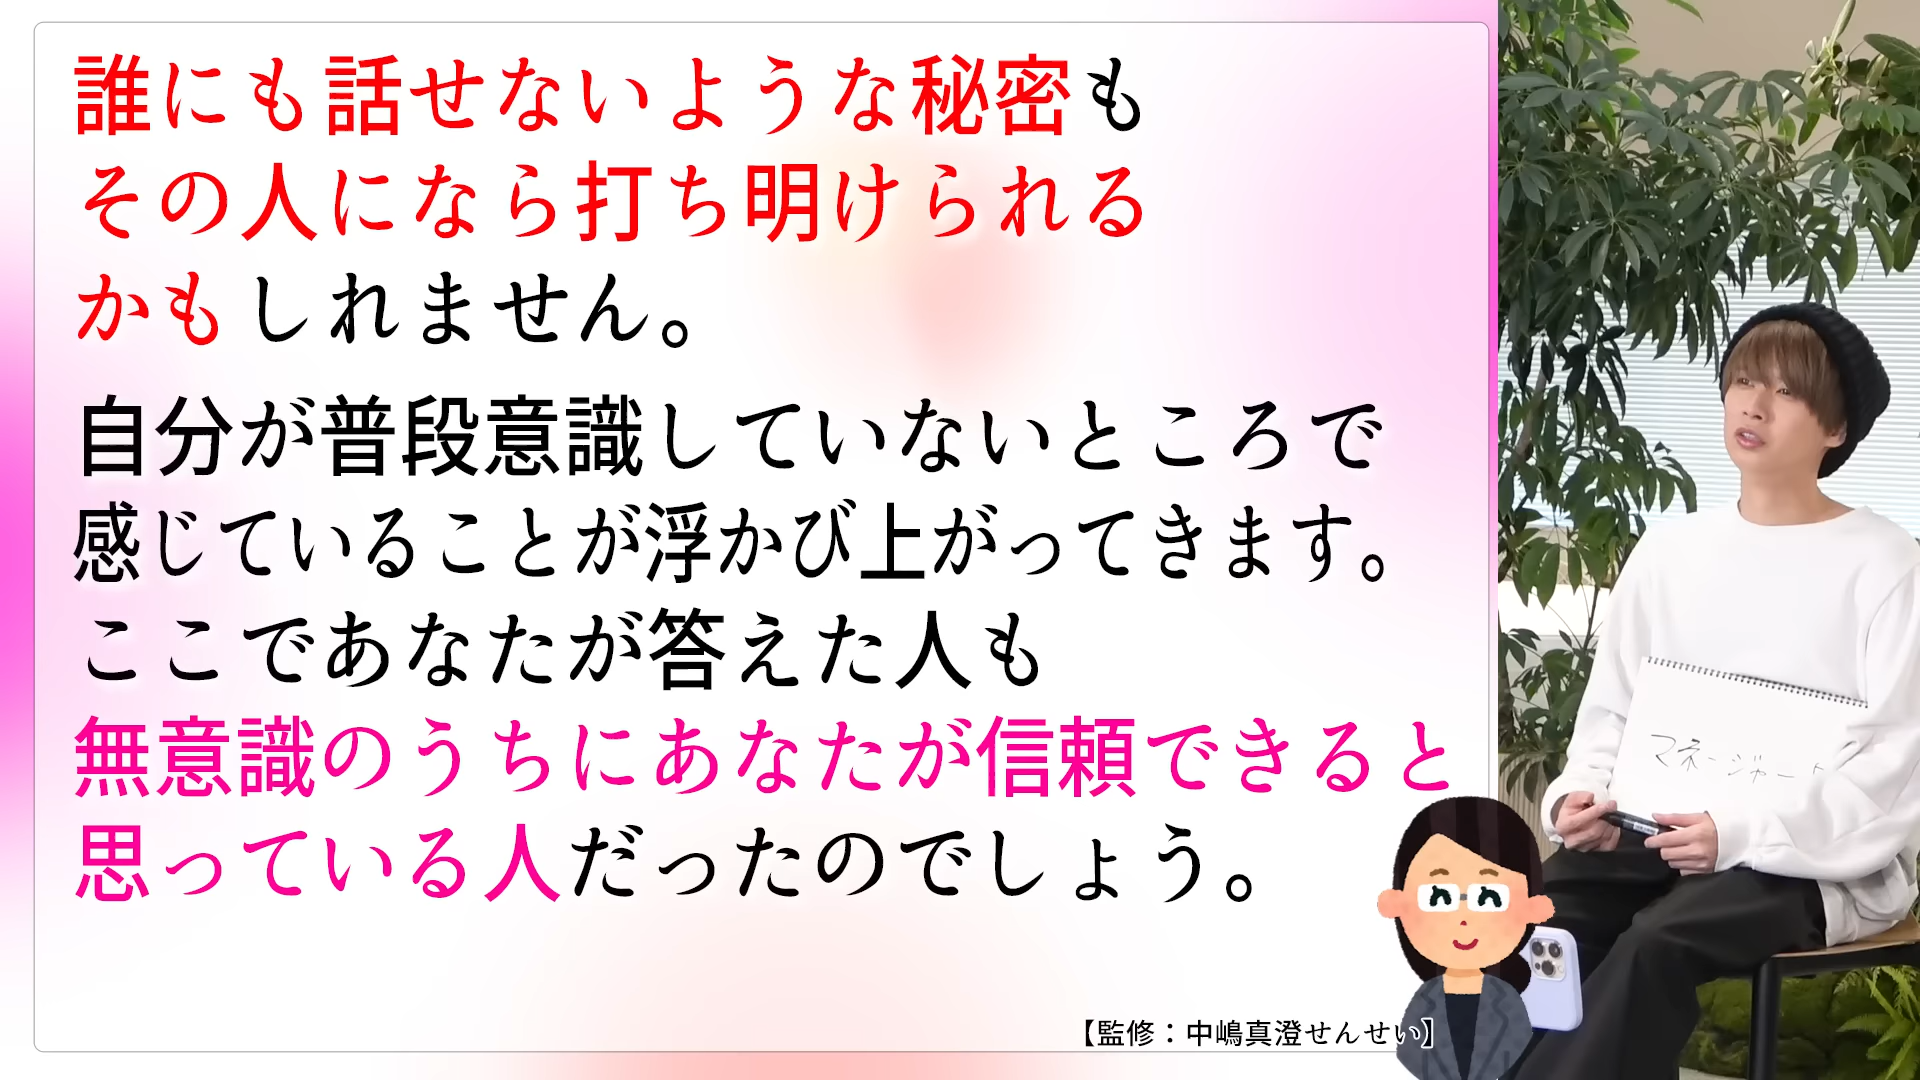 誰にも話せないような秘密も
その人になら打ち明けられる
かもしれません。
自分が普段意識していないところで
感じていることが浮かび上がってきます。
ここであなたが答えた人も
無意識のうちにあなたが信頼できると
思っている人だったのでしょう。
マネージャー
【監修：中嶋真澄せんせい】